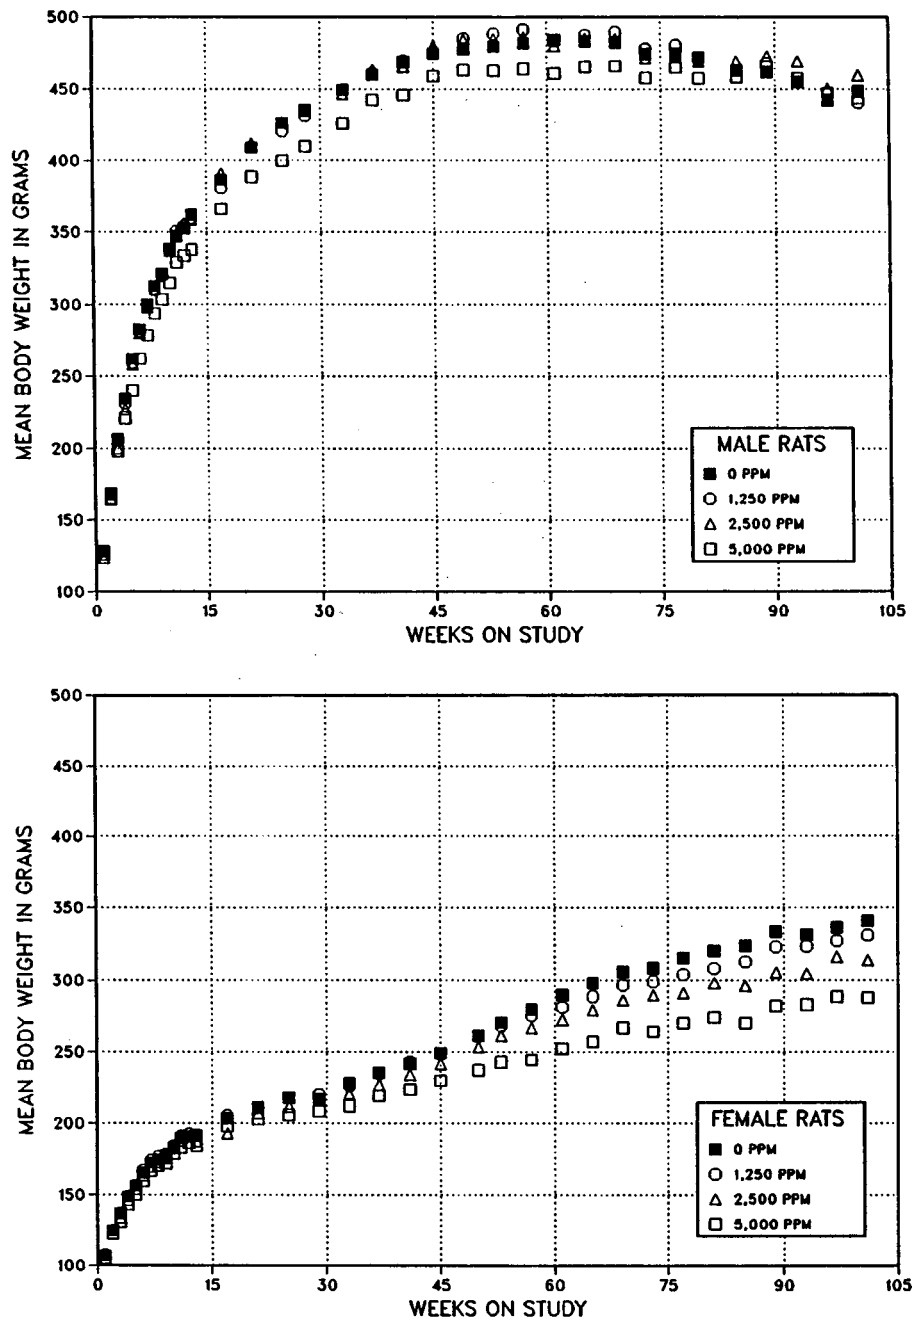 500
450
400
350
300
250
200
150
100
MEAN BODY WEIGHT IN GRAMS
MALE RATS
0 PPM
1,250 PPM
2,500 PPM
5,000 PPM
0 15 30 45 60 75 90 105
WEEKS ON STUDY
500
450
400
350
300
250
200
150
100
MEAN BODY WEIGHT IN GRAMS
FEMALE RATS
0 PPM
1,250 PPM
2,500 PPM
5,000 PPM
0 15 30 45 60 75 90 105
WEEKS ON STUDY